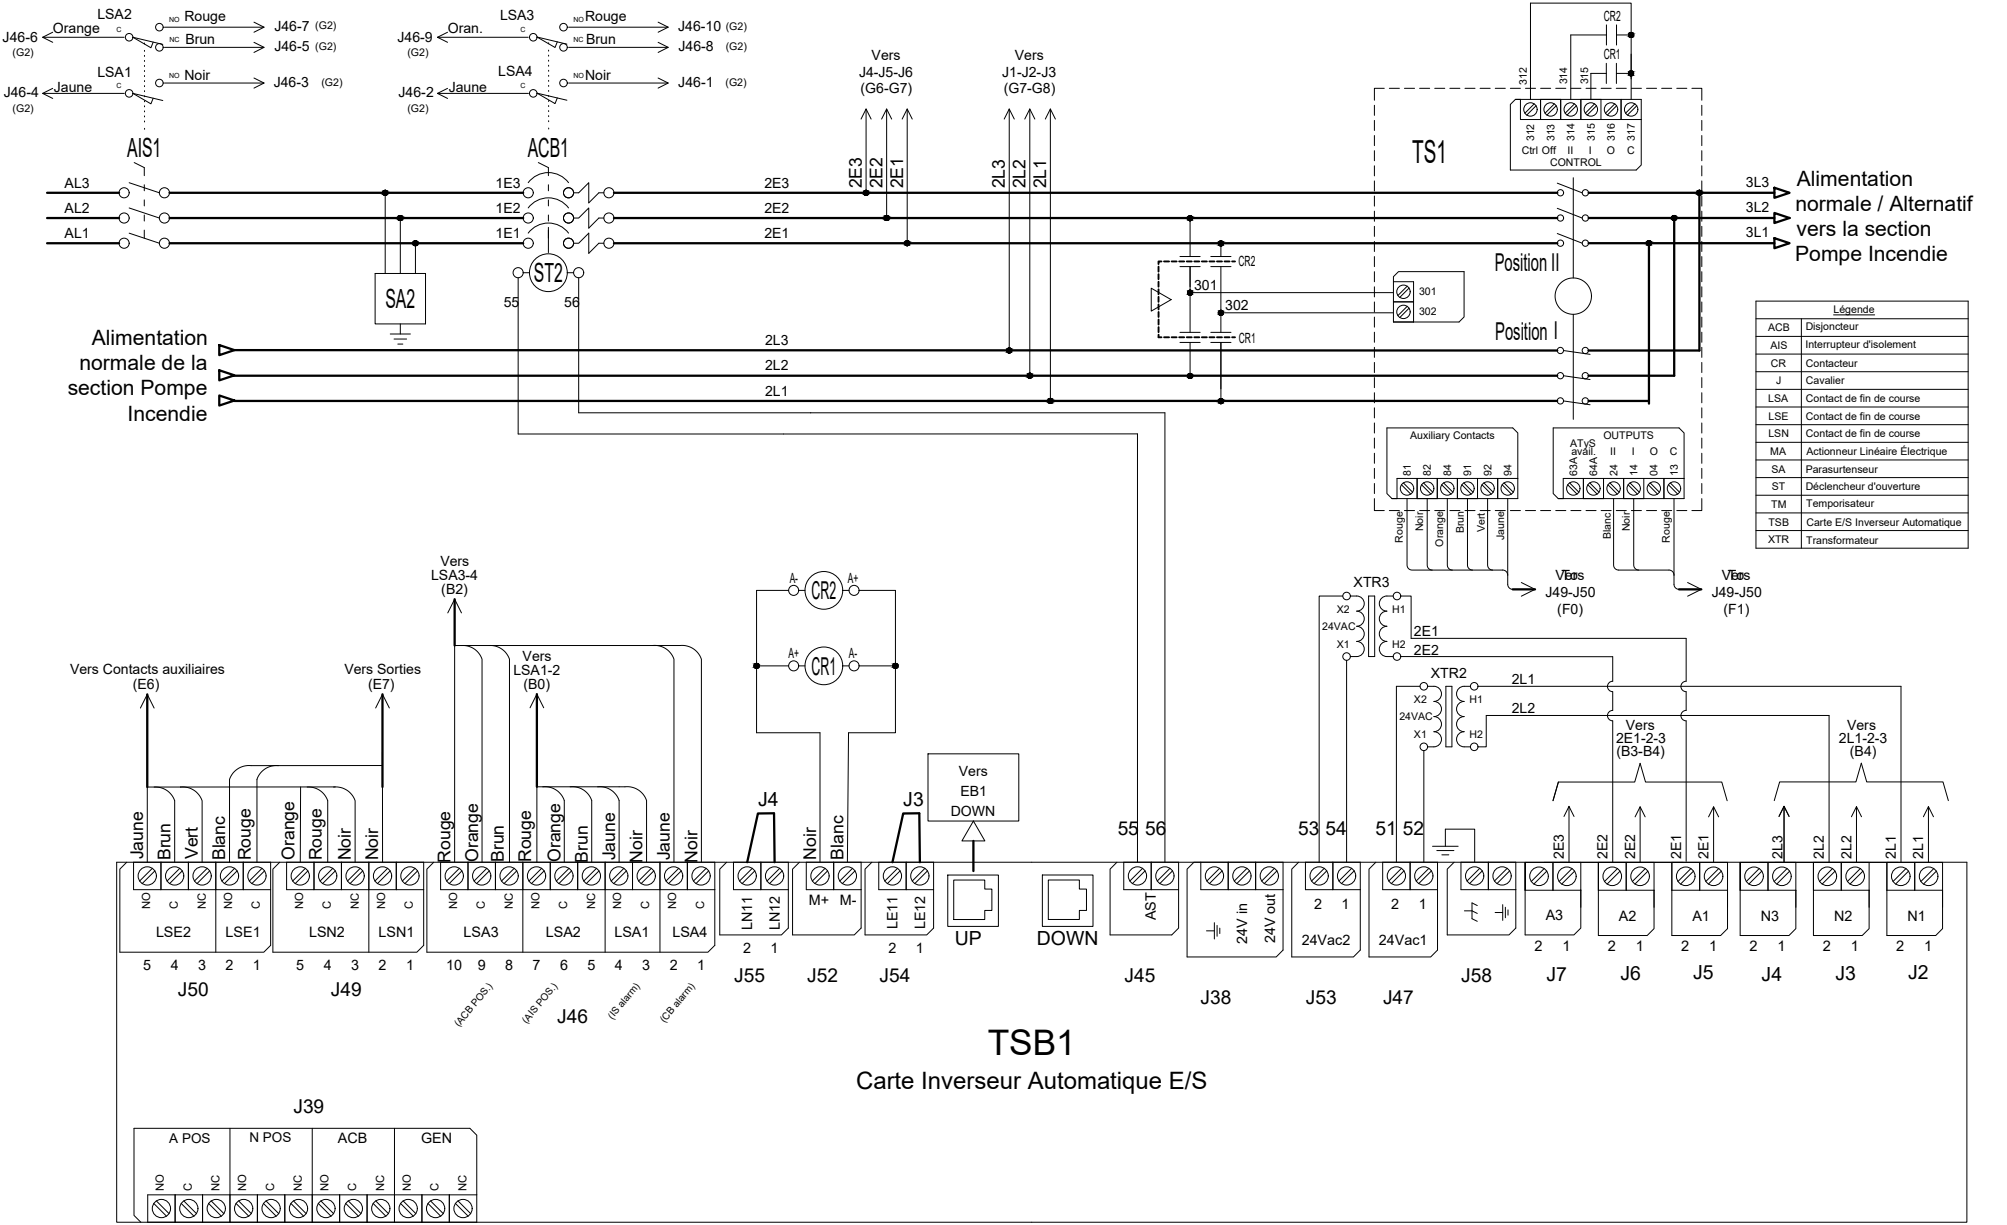 LSA2
NO Rouge
J46-7 (G2)
J46-6
(G2)
Orange
C
NC Brun
J46-5 (G2)
LSA1
C
NO Noir
J46-3 (G2)
J46-4
(G2)
Jaune
LSA3
C
NO Rouge
J46-10 (G2)
J46-9
(G2)
Oran.
NC Brun
J46-8 (G2)
LSA4
C
NO Noir
J46-1 (G2)
J46-2
(G2)
Jaune
AIS1
ACB1
Vers
J4-J5-J6
(G6-G7)
Vers
J1-J2-J3
(G7-G8)
2E3
2E2
2E1
2L3
2L2
2L1
CR2
CR1
312
314
315
TS1
312
313
314
315
316
317
Ctrl Off II I O C
CONTROL
AL3
AL2
AL1
1E3
1E2
1E1
2E3
2E2
2E1
3L3
3L2
3L1
Alimentation
normale / Alternatif
vers la section
Pompe Incendie
SA2
ST2
55
56
CR2
301
302
CR1
301
302
Position II
Position I
Alimentation
normale de la
section Pompe
Incendie
2L3
2L2
2L1
Légende
ACB Disjoncteur
AIS Interrupteur d'isolement
CR Contacteur
J Cavalier
LSA Contact de fin de course
LSE Contact de fin de course
LSN Contact de fin de course
MA Actionneur Linéaire Électrique
SA Parasurtenseur
ST Déclencheur d'ouverture
TM Temporisateur
TSB Carte E/S Inverseur Automatique
XTR Transformateur
Auxiliary Contacts
81
82
84
91
92
94
Rouge
Noir
Orange
Brun
Vert
Jaune
OUTPUTS
ATyS
avail.
II I O C
63A
64A
24
14
04
13
Blanc
Noir
Rouge
Vers
J49-J50
(F0)
Vers
J49-J50
(F1)
Vers
LSA3-4
(B2)
Vers Contacts auxiliaires
(E6)
Vers Sorties
(E7)
Vers
LSA1-2
(B0)
A- CR2 A+
A+ CR1 A-
XTR3
X2
24VAC
X1
H1
H2
2E1
2E2
XTR2
X2
24VAC
X1
H1
H2
2L1
2L2
Vers
2E1-2-3
(B3-B4)
Vers
2L1-2-3
(B4)
Vers
EB1
DOWN
J4
J3
Jaune
Brun
Vert
Blanc
Rouge
Orange
Rouge
Noir
Noir
Rouge
Orange
Brun
Rouge
Orange
Brun
Jaune
Noir
Jaune
Noir
Noir
Blanc
55
56
53
54
51
52
2E3
2E2
2E2
2E1
2E1
2L3
2L2
2L2
2L1
2L1
NO
C
NC
NO
C
NO
C
NC
NO
C
NO
C
NC
NO
C
NC
NO
C
NO
C
LSE2
LSE1
LSN2
LSN1
LSA3
LSA2
LSA1
LSA4
5 4 3 2 1
J50
5 4 3 2 1
J49
10 9 8 7 6 5 4 3 2 1
(ACB POS.)
(AIS POS.)
(IS alarm)
(CB alarm)
J46
LN11
LN12
2 1
J55
M+ M-
J52
LE11
LE12
2 1
J54
UP
DOWN
AST
J45
24V in
24V out
J38
2 1
24Vac2
J53
2 1
24Vac1
J47
J58
A3
2 1
J7
A2
2 1
J6
A1
2 1
J5
N3
2 1
J4
N2
2 1
J3
N1
2 1
J2
TSB1
Carte Inverseur Automatique E/S
J39
A POS
N POS
ACB
GEN
NO
C
NC
NO
C
NC
NO
C
NC
NO
C
NC